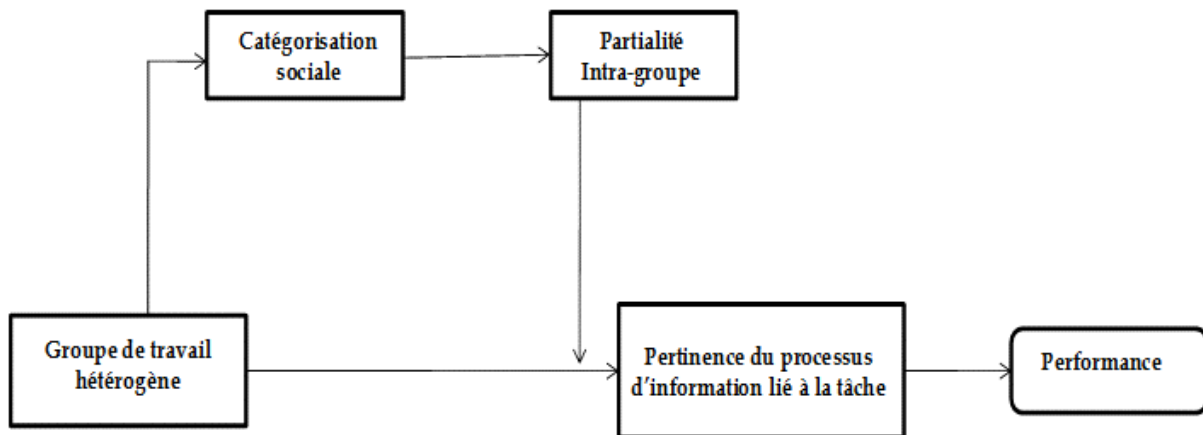 Catégorisation
sociale
Partialité
Intra-groupe
Groupe de travail
hétérogène
Pertinence du processus
d'information lié à la tâche
Performance